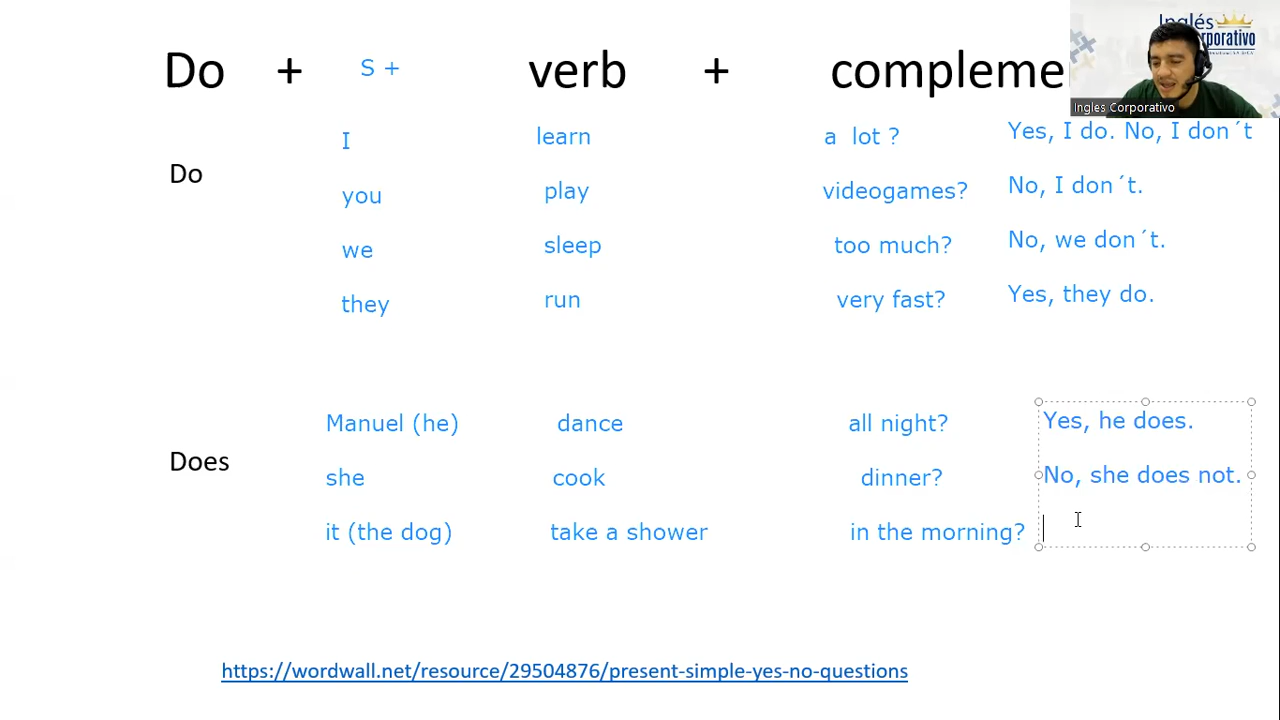 Do + S + verb + compleme
Inglés
Corporativo
Ingles Corporativo
Do
I learn a lot ? Yes, I do. No, I don´t
you play videogames? No, I don´t.
we sleep too much? No, we don´t.
they run very fast? Yes, they do.
Does
Manuel (he) dance all night? Yes, he does.
she cook dinner? No, she does not.
it (the dog) take a shower in the morning?
https://wordwall.net/resource/29504876/present-simple-yes-no-questions